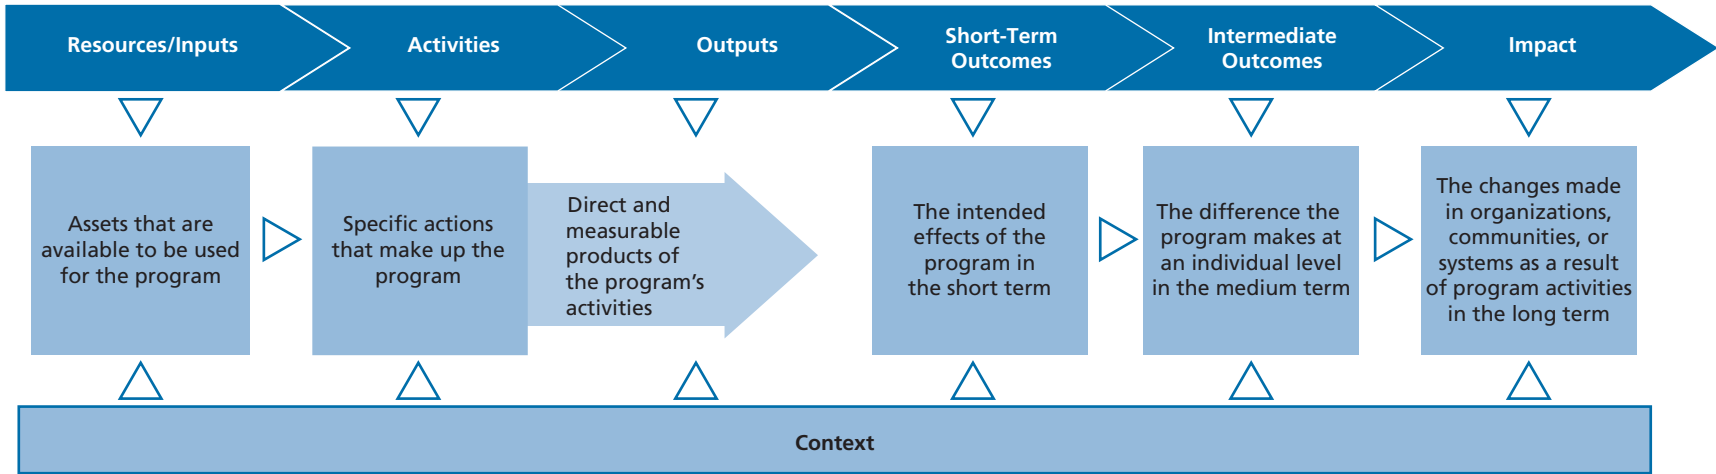 Resources/Inputs
Activities
Outputs
Short-Term
Outcomes
Intermediate
Outcomes
Impact
Assets that are
available to be used
for the program
Specific actions
that make up the
program
Direct and
measurable
products of
the program’s
activities
The intended
effects of the
program in
the short term
The difference the
program makes at
an individual level
in the medium term
The changes made
in organizations,
communities, or
systems as a result
of program activities
in the long term
Context